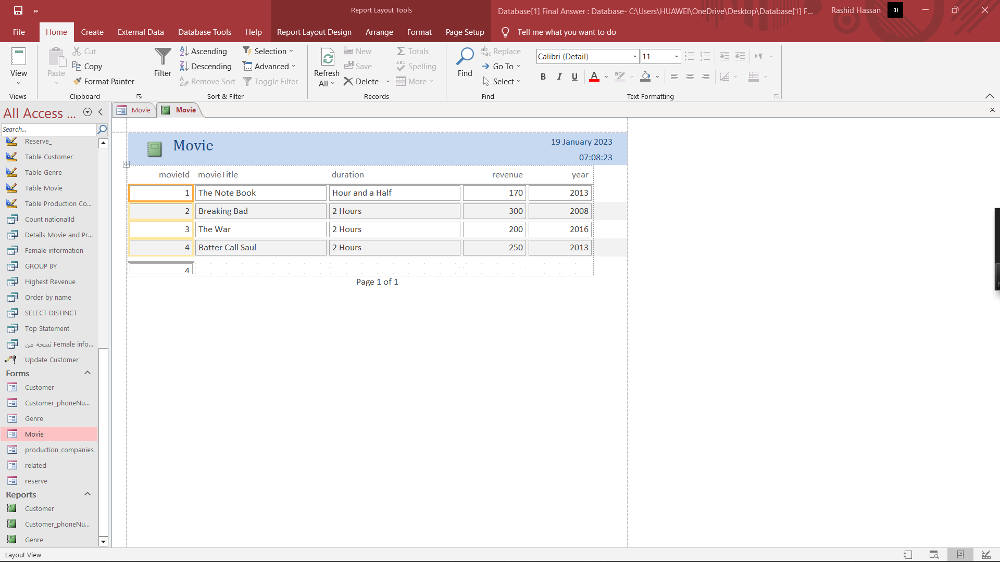 Report Layout Tools
Database[1] Final Answer : Database- C:\Users\HUAWEI\OneDrive\Desktop\Database[1] F...
Rashid Hassan
File Home Create External Data Database Tools Help Report Layout Design Arrange Format Page Setup Tell me what you want to do
View
Views
Paste
Cut
Copy
Format Painter
Clipboard
Filter
Ascending
Descending
Remove Sort
Selection
Advanced
Toggle Filter
Sort & Filter
Refresh
All
New
Save
Delete
Totals
Spelling
More
Records
Find
Replace
Go To
Select
Find
Calibri (Detail) 11
B I U A
Text Formatting
All Access ...
Search...
Reserve_
Table Customer
Table Genre
Table Movie
Table Production Co...
Count nationalId
Details Movie and Pr...
Female information
GROUP BY
Highest Revenue
Order by name
SELECT DISTINCT
Top Statement
نسخة من Female info...
Update Customer
Forms
Customer
Customer_phoneNu...
Genre
Movie
production_companies
related
reserve
Reports
Customer
Customer_phoneNu...
Genre
Movie Movie
Movie
19 January 2023
07:08:23
movieId movieTitle duration revenue year
1 The Note Book Hour and a Half 170 2013
2 Breaking Bad 2 Hours 300 2008
3 The War 2 Hours 200 2016
4 Batter Call Saul 2 Hours 250 2013
4
Page 1 of 1
Layout View